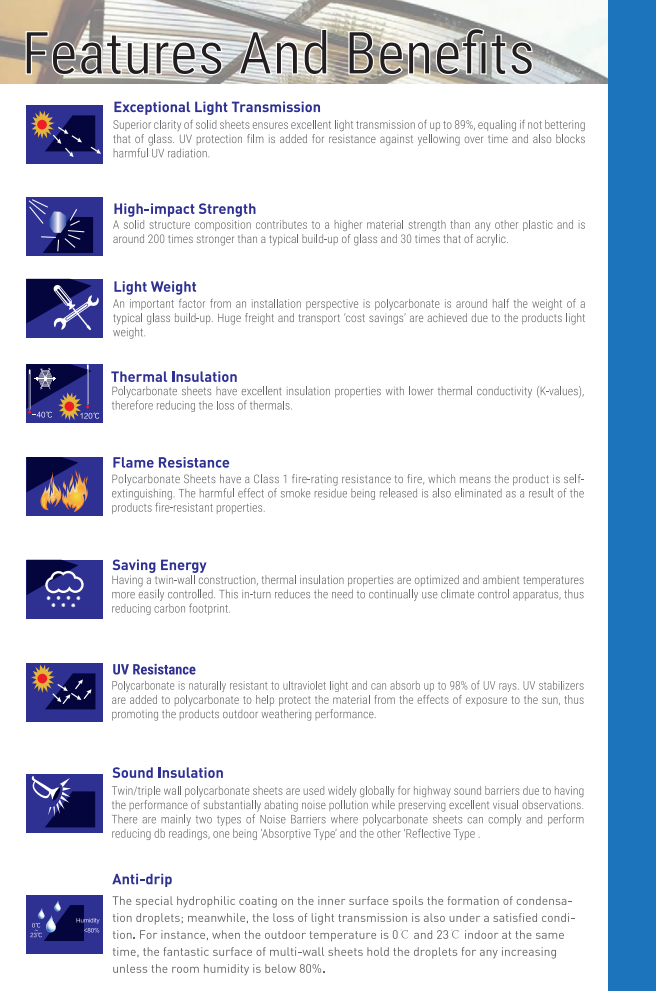 Features And Benefits
Exceptional Light Transmission
Superior clarity of solid sheets ensures excellent light transmission of up to 89%, equaling if not bettering
that of glass. UV protection film is added for resistance against yellowing over time and also blocks
harmful UV radiation.
High-impact Strength
A solid structure composition contributes to a higher material strength than any other plastic and is
around 200 times stronger than a typical build-up of glass and 30 times that of acrylic.
Light Weight
An important factor from an installation perspective is polycarbonate is around half the weight of a
typical glass build-up. Huge freight and transport ‘cost savings’ are achieved due to the products light
weight.
-40℃ 120℃
Thermal Insulation
Polycarbonate sheets have excellent insulation properties with lower thermal conductivity (K-values),
therefore reducing the loss of thermals.
Flame Resistance
Polycarbonate Sheets have a Class 1 fire-rating resistance to fire, which means the product is self-
extinguishing. The harmful effect of smoke residue being released is also eliminated as a result of the
products fire-resistant properties.
Saving Energy
Having a twin-wall construction, thermal insulation properties are optimized and ambient temperatures
more easily controlled. This in-turn reduces the need to continually use climate control apparatus, thus
reducing carbon footprint.
UV Resistance
Polycarbonate is naturally resistant to ultraviolet light and can absorb up to 98% of UV rays. UV stabilizers
are added to polycarbonate to help protect the material from the effects of exposure to the sun, thus
promoting the products outdoor weathering performance.
Sound Insulation
Twin/triple wall polycarbonate sheets are used widely globally for highway sound barriers due to having
the performance of substantially abating noise pollution while preserving excellent visual observations.
There are mainly two types of Noise Barriers where polycarbonate sheets can comply and perform
reducing db readings, one being ‘Absorptive Type’ and the other ‘Reflective Type .
Anti-drip
0℃
~
23℃
Humidity
<80%
The special hydrophilic coating on the inner surface spoils the formation of condensa-
tion droplets; meanwhile, the loss of light transmission is also under a satisfied condi-
tion. For instance, when the outdoor temperature is 0℃ and 23℃ indoor at the same
time, the fantastic surface of multi-wall sheets hold the droplets for any increasing
unless the room humidity is below 80%.